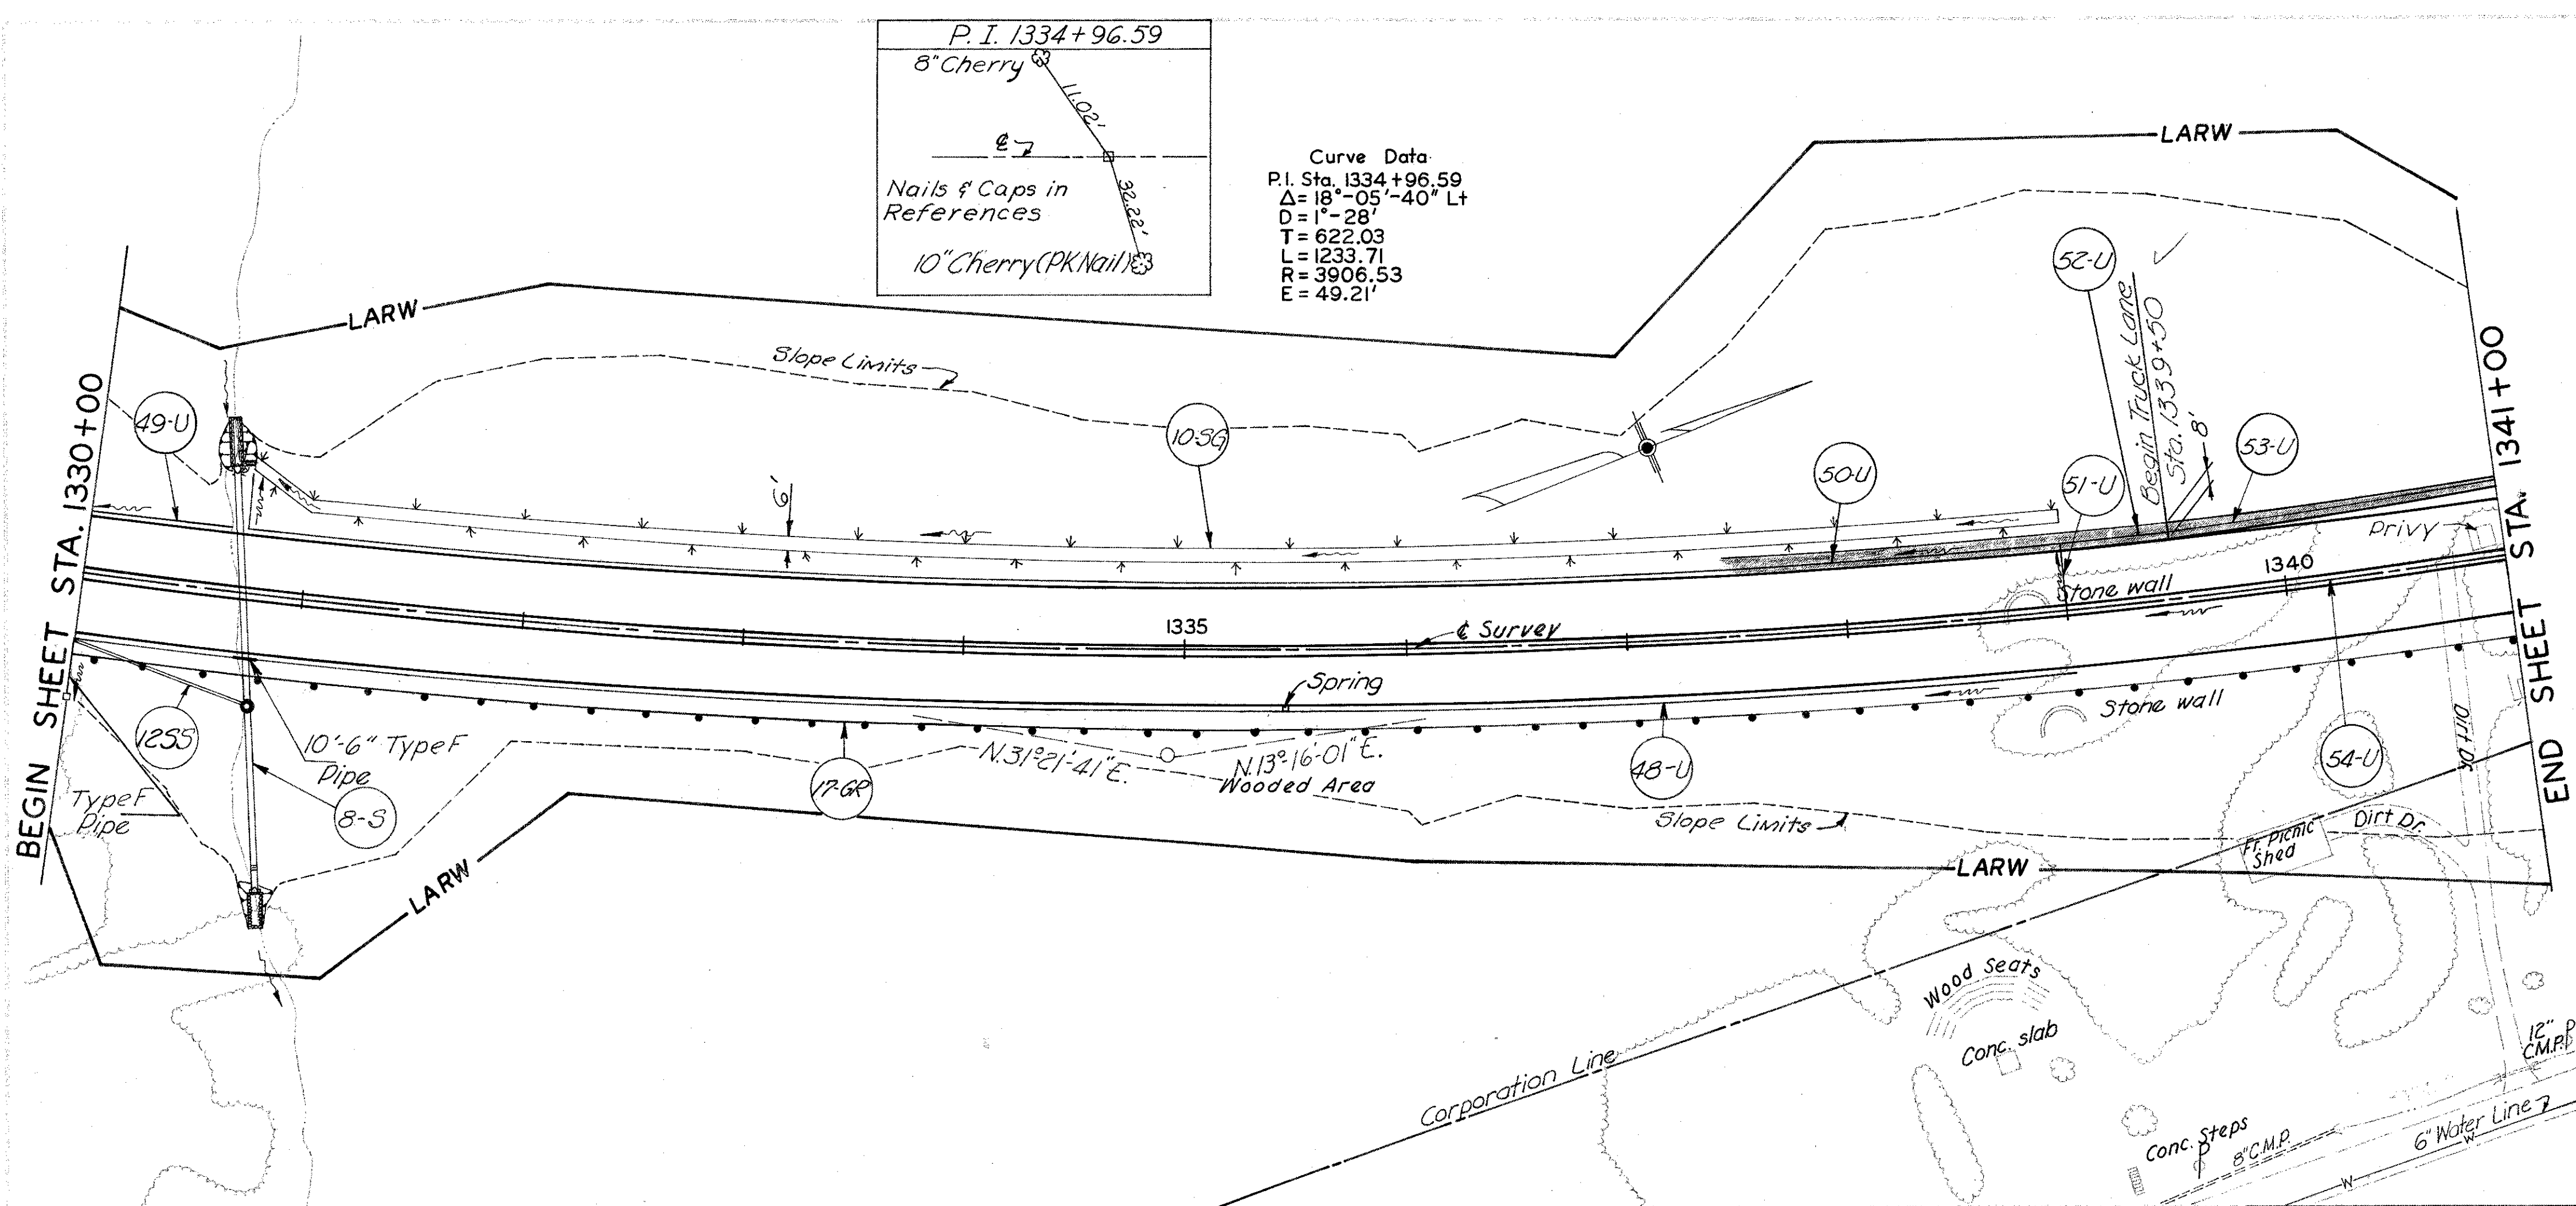 P. I. 1334+96.59
8" Cherry
11.02'
℄
Nails & Caps in
References
32.22'
10" Cherry (PK Nail)
Curve Data
P.I. Sta. 1334+96.59
Δ= 18°-05'-40" Lt
D = 1°-28'
T = 622.03
L = 1233.71
R = 3906.53
E = 49.21'
LARW
LARW
Slope Limits
BEGIN SHEET STA. 1330+00
49-U
10-SG
6'
50-U
51-U
52-U
Begin Truck Lane
Sta. 1339+50
8'
53-U
END SHEET STA. 1341+00
Privy
1340
Stone wall
1335
℄ Survey
Spring
Stone wall
12SS
10'-6" Type F
Pipe
8-S
Type F
Pipe
17-GR
N.31°-21'-41" E.
N.13°-16'-01" E.
Wooded Area
48-U
54-U
Dirt Dr.
Slope Limits
Fr. Picnic
Shed
Dirt Dr.
LARW
LARW
Wood Seats
Conc. slab
Corporation Line
12"
C.M.P.
Conc. Steps
8" C.M.P.
6" Water Line
W
W